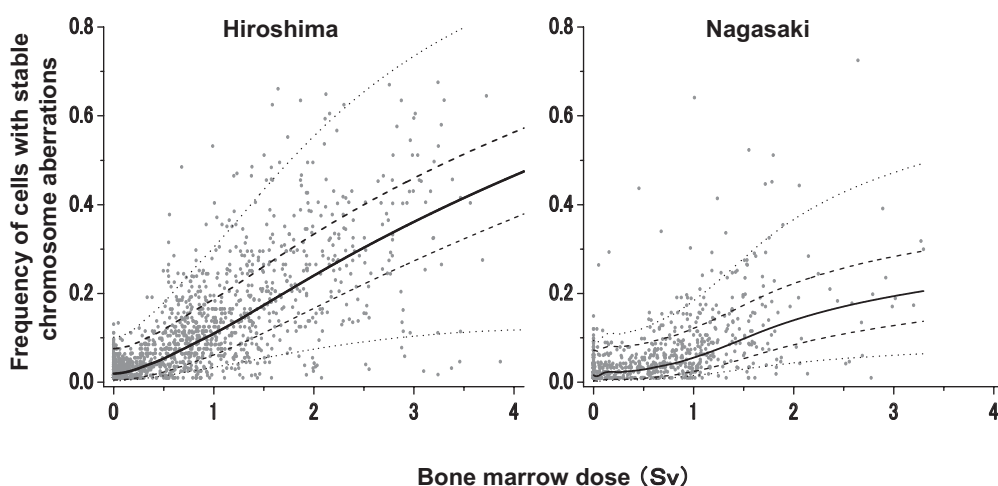 Hiroshima
Nagasaki
Frequency of cells with stable
chromosome aberrations
0.8
0.6
0.4
0.2
0.0
0 1 2 3 4
0.8
0.6
0.4
0.2
0.0
0 1 2 3 4
Bone marrow dose (Sv)